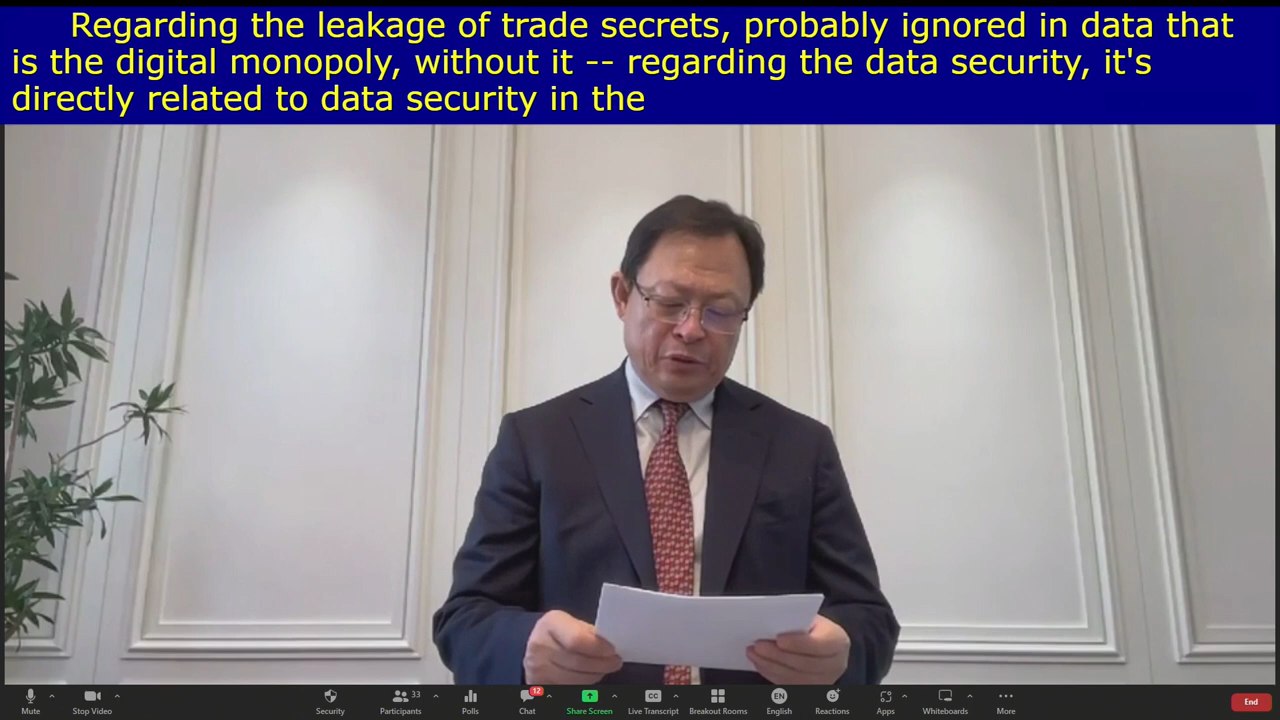 Regarding the leakage of trade secrets, probably ignored in data that
is the digital monopoly, without it -- regarding the data security, it's
directly related to data security in the
33
12
CC
EN
Mute
Stop Video
Security
Participants
Polls
Chat
Share Screen
Live Transcript
Breakout Rooms
English
Reactions
Apps
Whiteboards
More
End